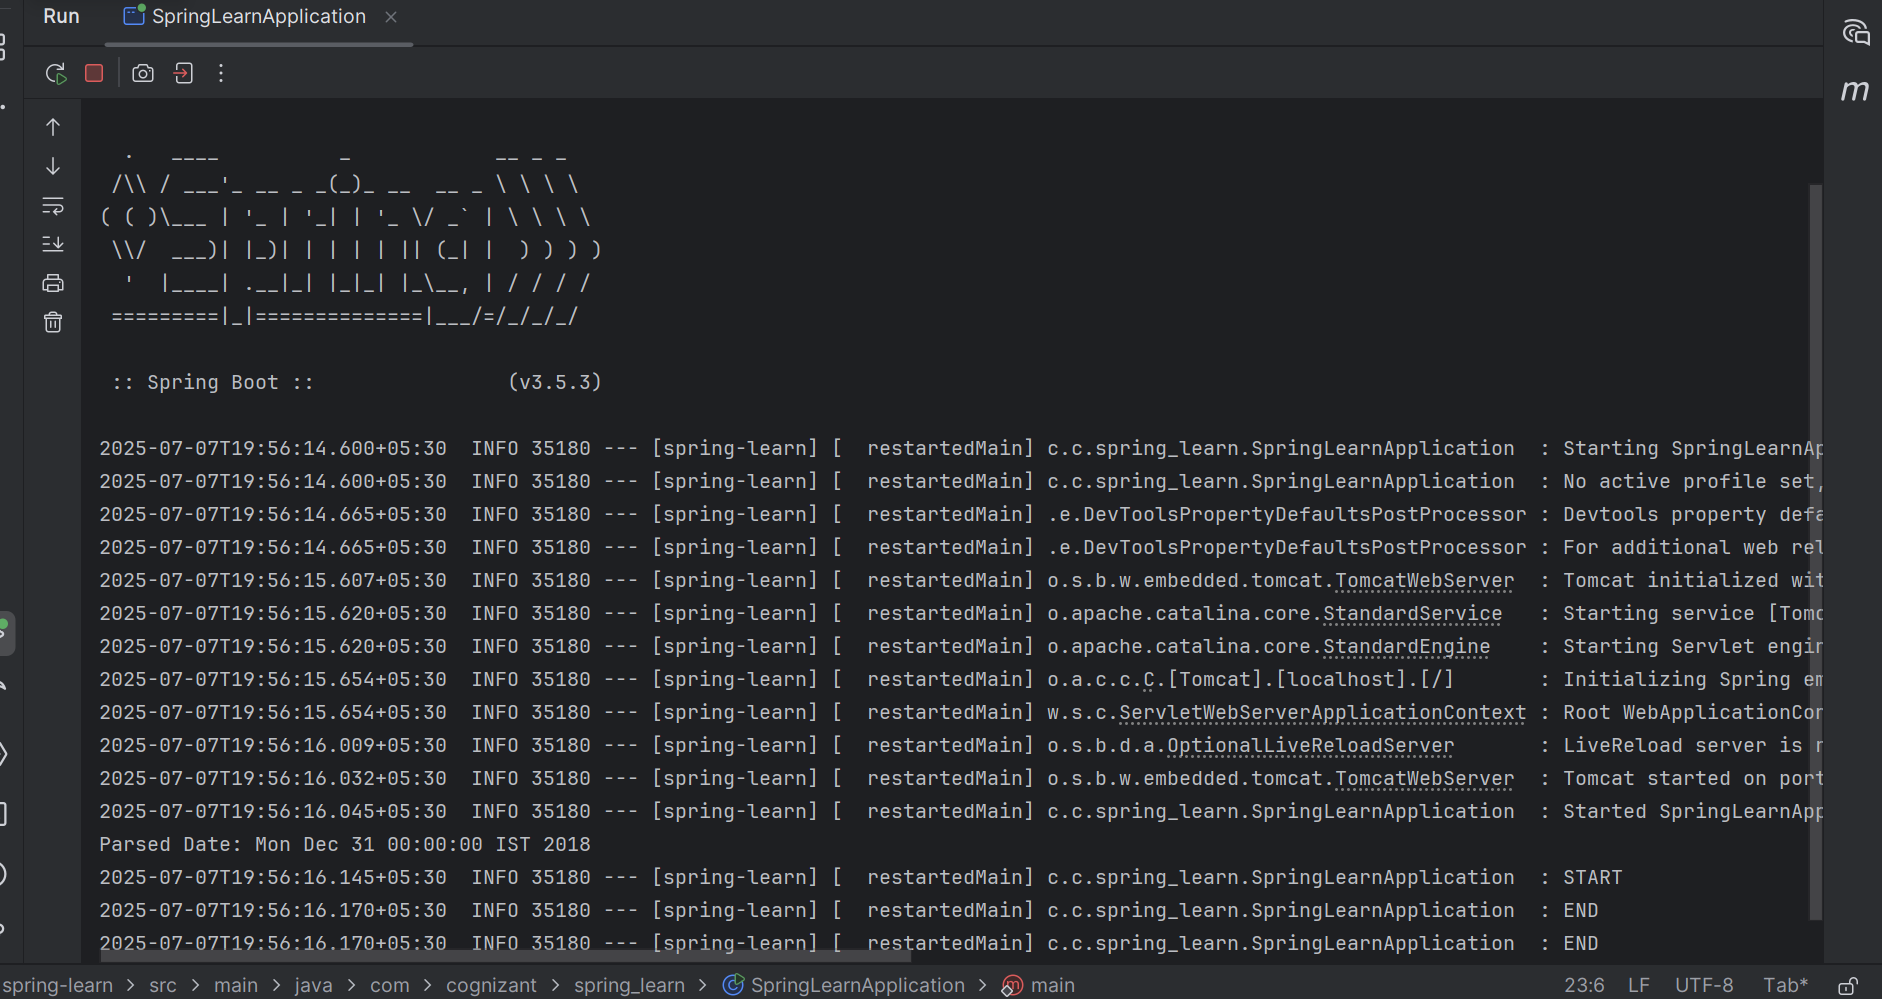 Run SpringLearnApplication
  .   ____          _            __ _ _
 /\\ / ___'_ __ _ _(_)_ __  __ _ \ \ \ \
( ( )\___ | '_ | '_| | '_ \/ _` | \ \ \ \
 \\/  ___)| |_)| | | | | || (_| |  ) ) ) )
  '  |____| .__|_| |_|_| |_\__, | / / / /
 =========|_|==============|___/=/_/_/_/
 :: Spring Boot ::                (v3.5.3)
2025-07-07T19:56:14.600+05:30  INFO 35180 --- [spring-learn] [  restartedMain] c.c.spring_learn.SpringLearnApplication  : Starting SpringLearnAp
2025-07-07T19:56:14.600+05:30  INFO 35180 --- [spring-learn] [  restartedMain] c.c.spring_learn.SpringLearnApplication  : No active profile set,
2025-07-07T19:56:14.665+05:30  INFO 35180 --- [spring-learn] [  restartedMain] .e.DevToolsPropertyDefaultsPostProcessor : Devtools property defa
2025-07-07T19:56:14.665+05:30  INFO 35180 --- [spring-learn] [  restartedMain] .e.DevToolsPropertyDefaultsPostProcessor : For additional web rel
2025-07-07T19:56:15.607+05:30  INFO 35180 --- [spring-learn] [  restartedMain] o.s.b.w.embedded.tomcat.TomcatWebServer  : Tomcat initialized wit
2025-07-07T19:56:15.620+05:30  INFO 35180 --- [spring-learn] [  restartedMain] o.apache.catalina.core.StandardService   : Starting service [Tomc
2025-07-07T19:56:15.620+05:30  INFO 35180 --- [spring-learn] [  restartedMain] o.apache.catalina.core.StandardEngine    : Starting Servlet engin
2025-07-07T19:56:15.654+05:30  INFO 35180 --- [spring-learn] [  restartedMain] o.a.c.c.C.[Tomcat].[localhost].[/]       : Initializing Spring em
2025-07-07T19:56:15.654+05:30  INFO 35180 --- [spring-learn] [  restartedMain] w.s.c.ServletWebServerApplicationContext : Root WebApplicationCon
2025-07-07T19:56:16.009+05:30  INFO 35180 --- [spring-learn] [  restartedMain] o.s.b.d.a.OptionalLiveReloadServer       : LiveReload server is r
2025-07-07T19:56:16.032+05:30  INFO 35180 --- [spring-learn] [  restartedMain] o.s.b.w.embedded.tomcat.TomcatWebServer  : Tomcat started on port
2025-07-07T19:56:16.045+05:30  INFO 35180 --- [spring-learn] [  restartedMain] c.c.spring_learn.SpringLearnApplication  : Started SpringLearnApp
Parsed Date: Mon Dec 31 00:00:00 IST 2018
2025-07-07T19:56:16.145+05:30  INFO 35180 --- [spring-learn] [  restartedMain] c.c.spring_learn.SpringLearnApplication  : START
2025-07-07T19:56:16.170+05:30  INFO 35180 --- [spring-learn] [  restartedMain] c.c.spring_learn.SpringLearnApplication  : END
2025-07-07T19:56:16.170+05:30  INFO 35180 --- [spring-learn] [  restartedMain] c.c.spring_learn.SpringLearnApplication  : END
spring-learn > src > main > java > com > cognizant > spring_learn > SpringLearnApplication > main 23:6 LF UTF-8 Tab*